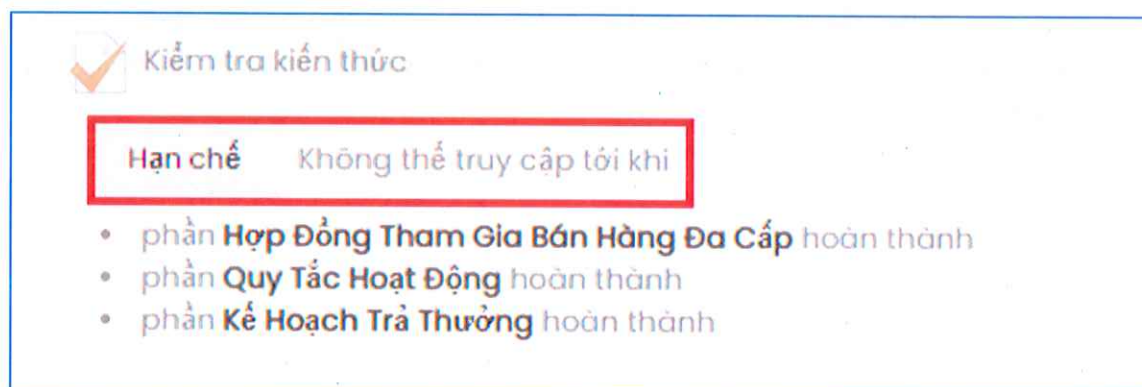 Kiểm tra kiến thức
Hạn chế Không thể truy cập tới khi
phần Hợp Đồng Tham Gia Bán Hàng Đa Cấp hoàn thành
phần Quy Tắc Hoạt Động hoàn thành
phần Kế Hoạch Trả Thưởng hoàn thành